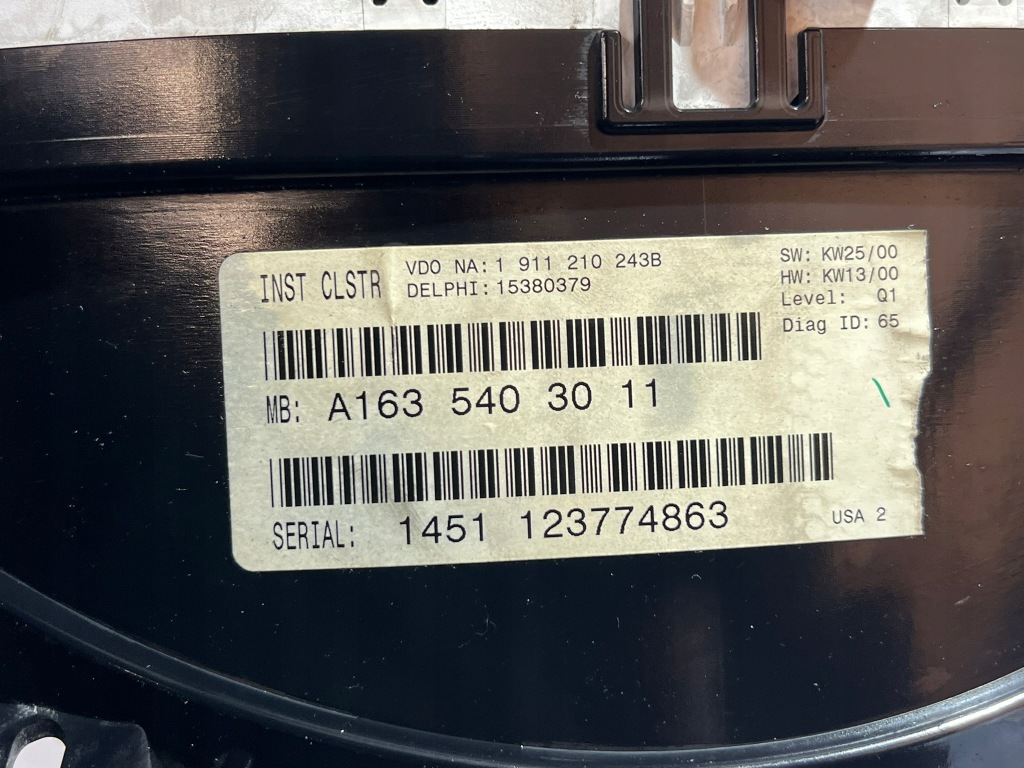 INST CLSTR
VDO NA: 1 911 210 243B
DELPHI: 15380379
SW: KW25/00
HW: KW13/00
Level: Q1
Diag ID: 65
MB: A163 540 30 11
SERIAL: 1451 123774863
USA 2